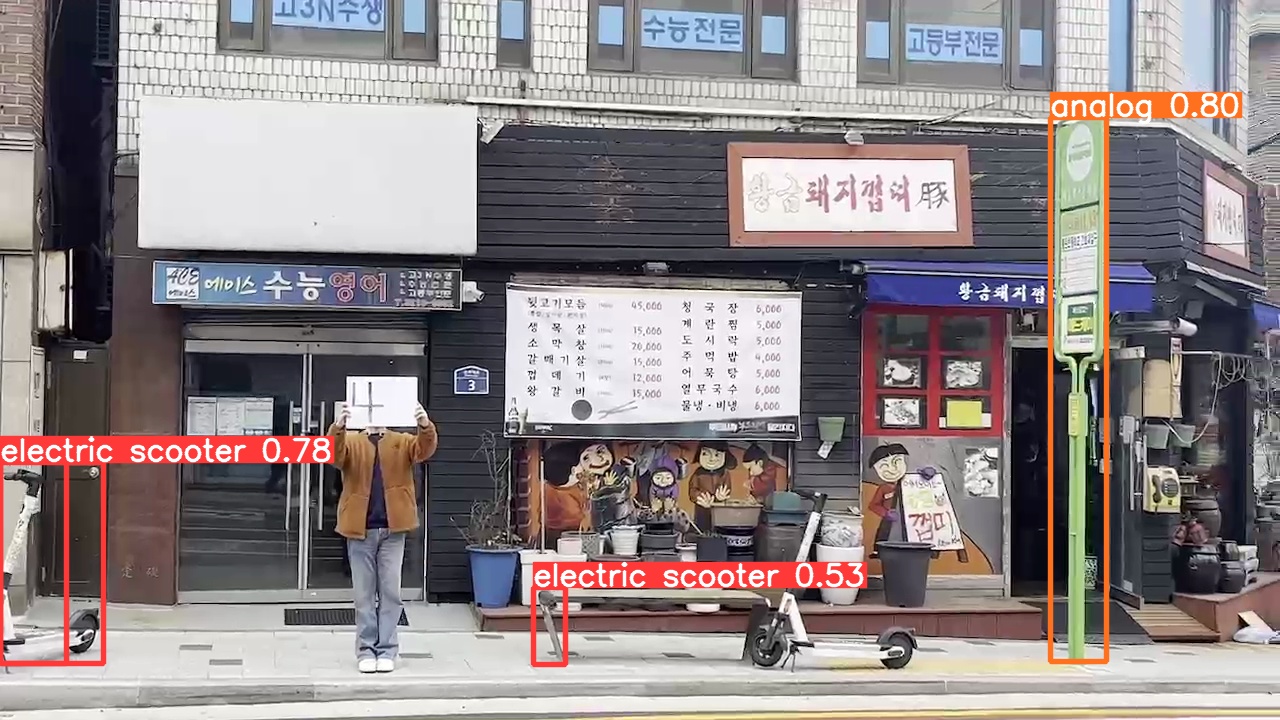 고3N수생
수능전문
고등부전문
analog 0.80
황금돼지껍데 豚
ACE
에이스
에이스 수능영어
뒷고기모듬 45,000
생목살 15,000
소막창 20,000
갈매기살 15,000
껍데기 12,000
왕갈비 15,000
청국장 6,000
계란찜 5,000
도시락 5,000
주먹밥 4,000
어묵탕 5,000
열무국수 6,000
물냉·비냉 6,000
황금돼지껍
3
electric scooter 0.78
electric scooter 0.53
껍띠